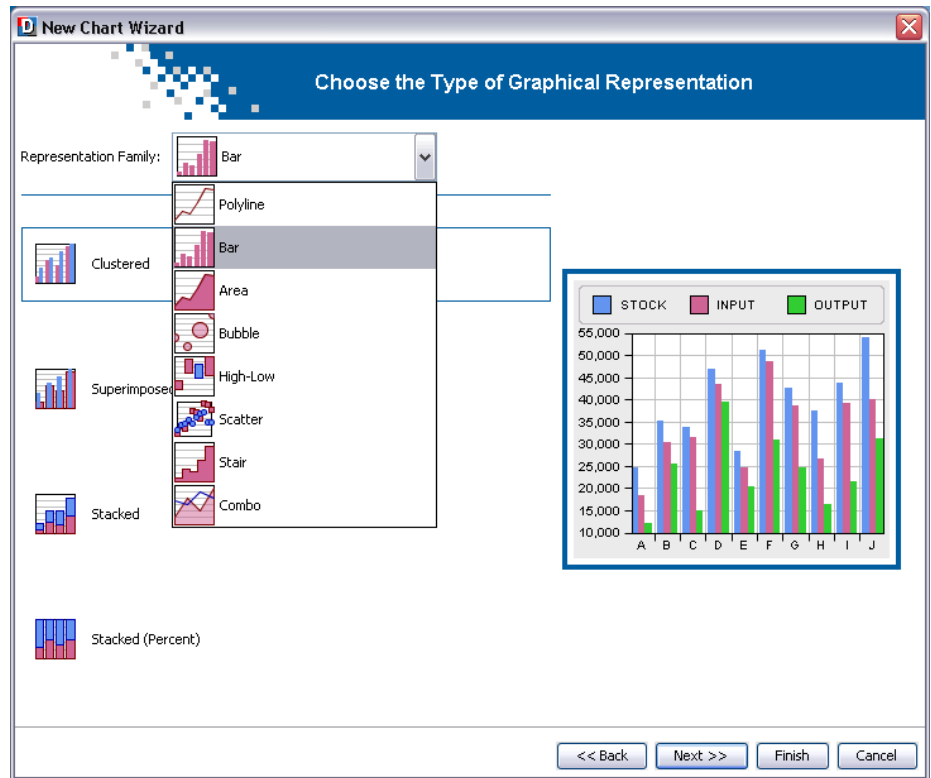 New Chart Wizard
Choose the Type of Graphical Representation
Representation Family:
Bar
Polyline
Bar
Area
Bubble
High-Low
Scatter
Stair
Combo
Clustered
Superimposed
Stacked
Stacked (Percent)
STOCK INPUT OUTPUT
55,000
50,000
45,000
40,000
35,000
30,000
25,000
20,000
15,000
10,000
A B C D E F G H I J
<< Back Next >> Finish Cancel